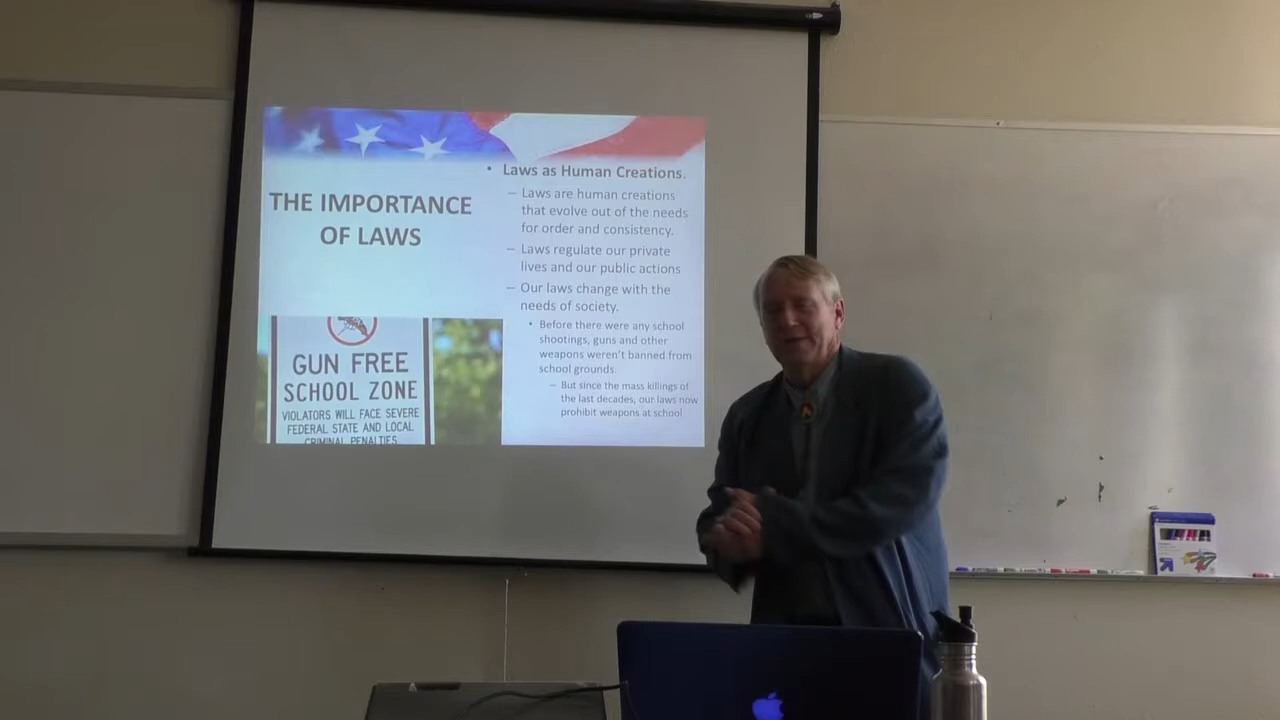 THE IMPORTANCE
OF LAWS
• Laws as Human Creations.
– Laws are human creations
that evolve out of the needs
for order and consistency.
– Laws regulate our private
lives and our public actions
– Our laws change with the
needs of society.
• Before there were any school
shootings, guns and other
weapons weren't banned from
school grounds.
– But since the mass killings of
the last decades, our laws now
prohibit weapons at school
GUN FREE
SCHOOL ZONE
VIOLATORS WILL FACE SEVERE
FEDERAL STATE AND LOCAL
CRIMINAL PENALTIES